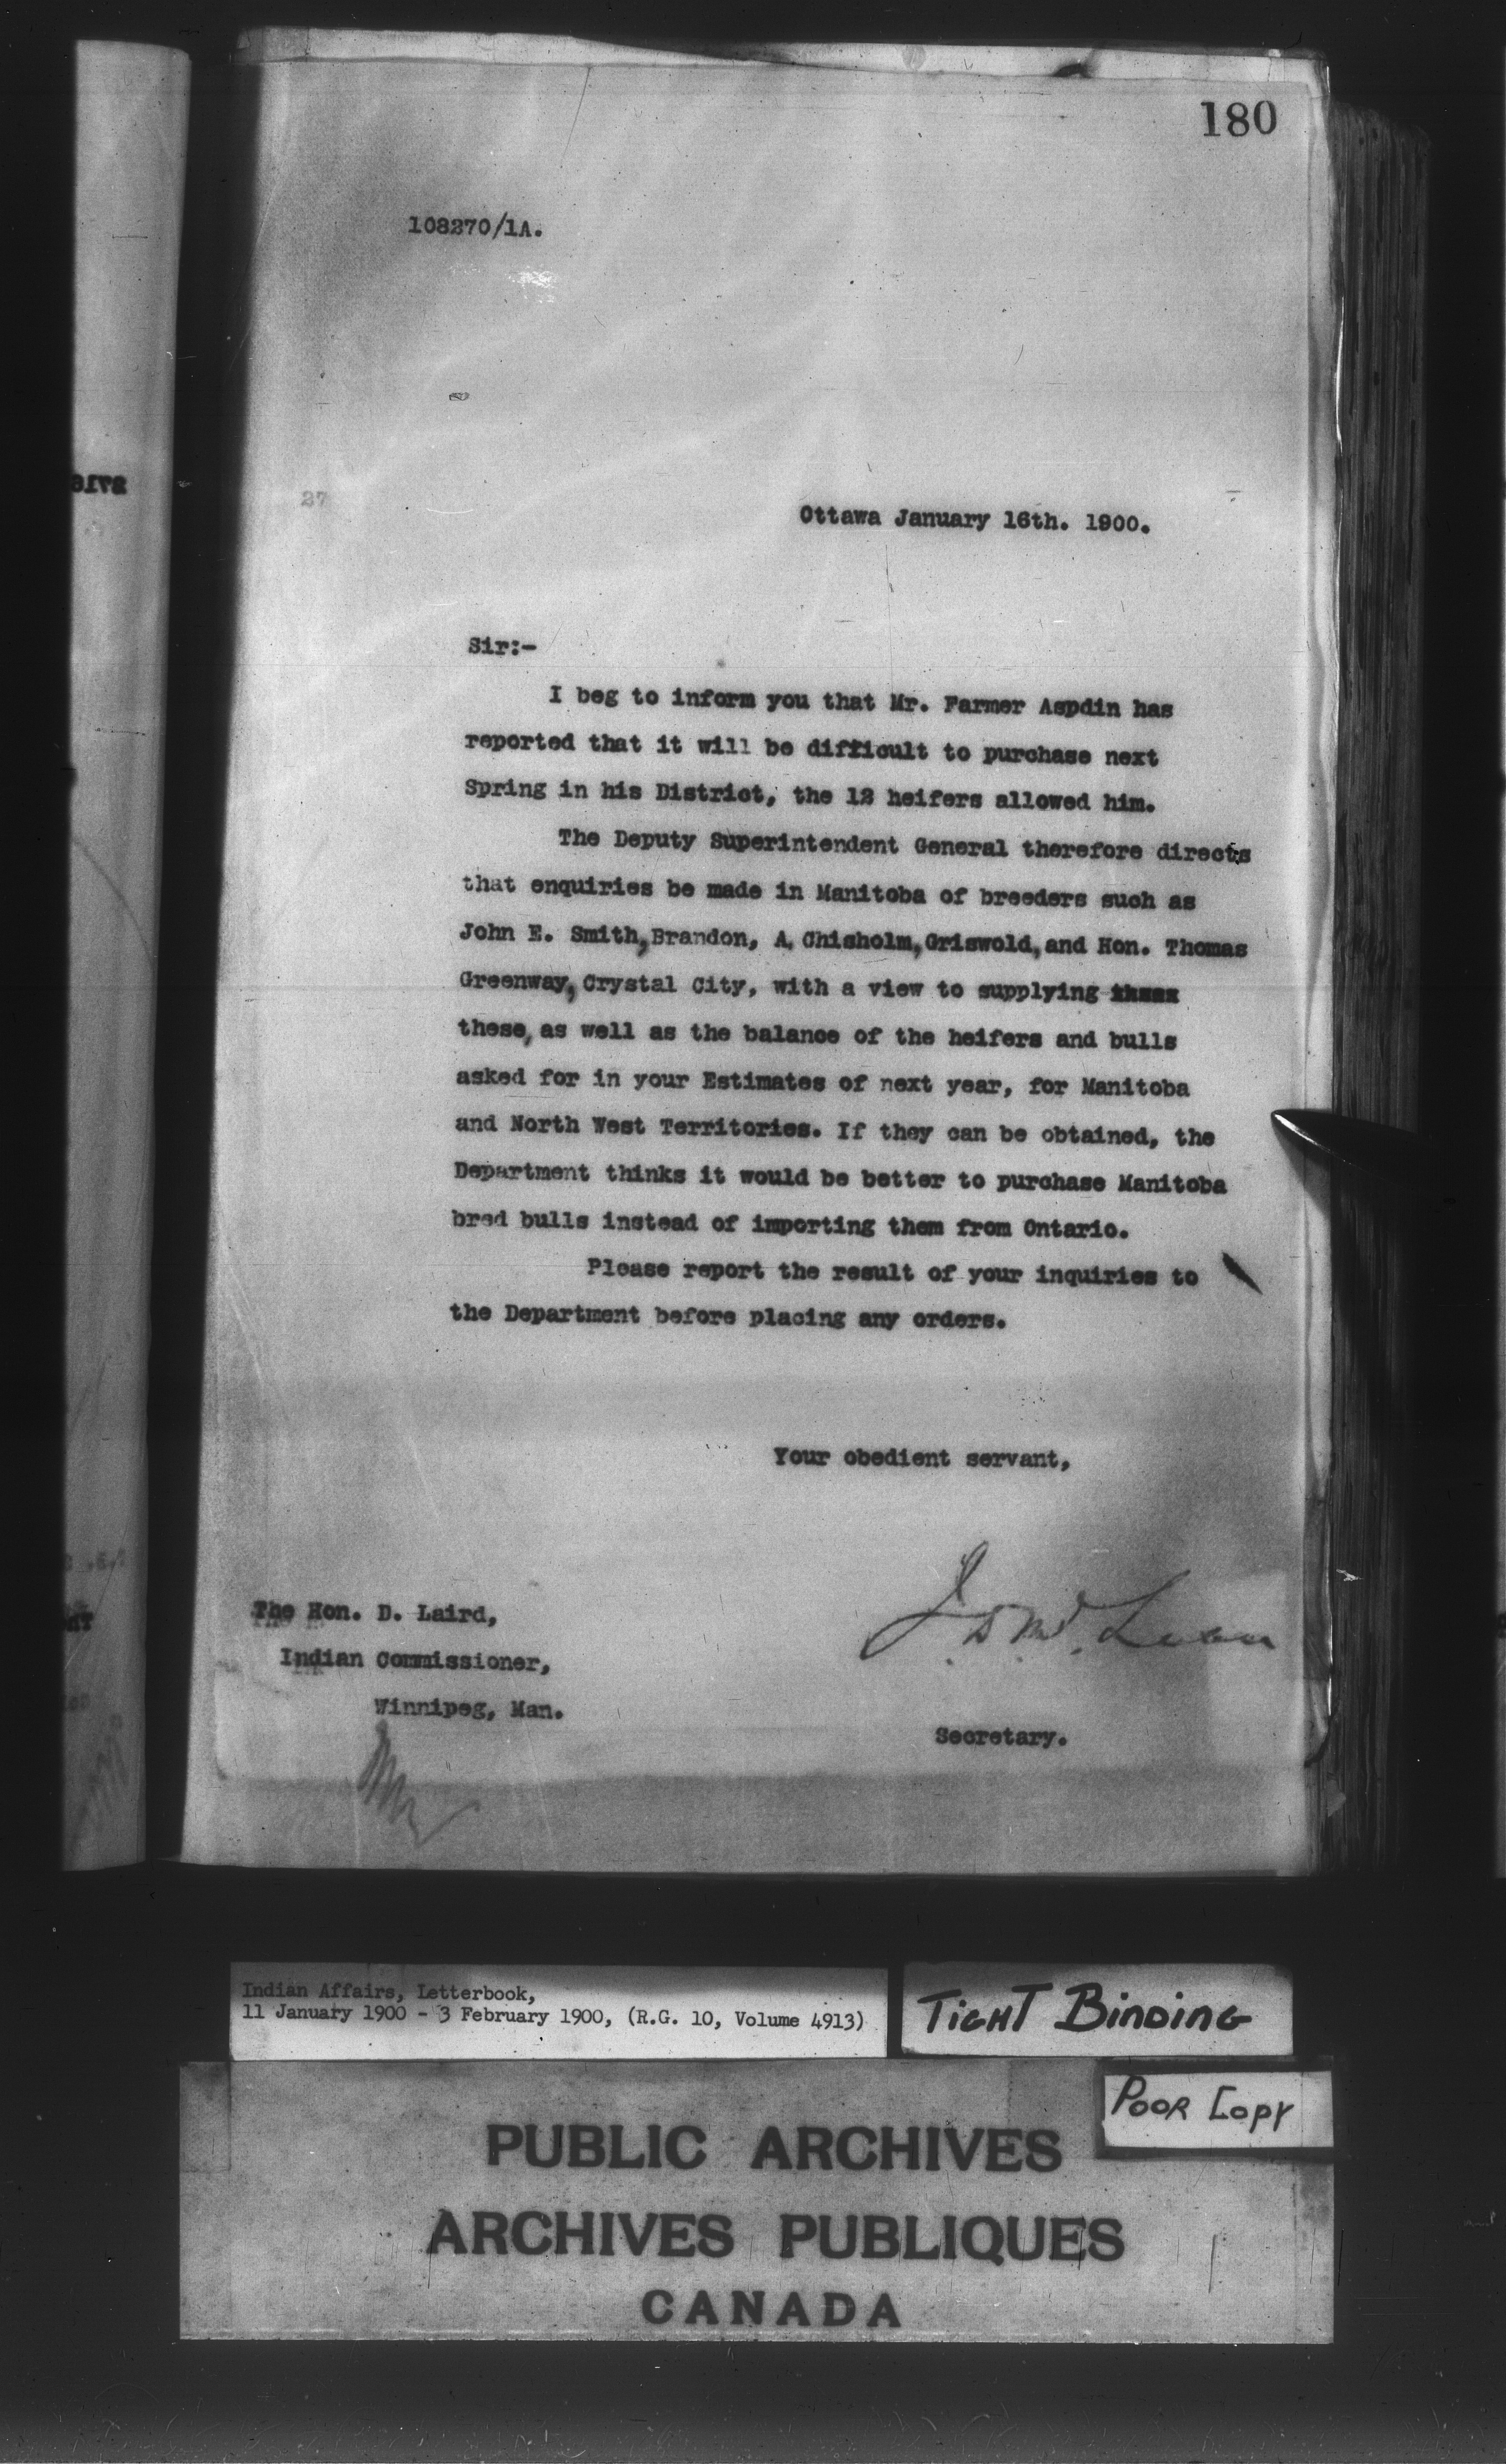 180
108270/1A.
27
Ottawa January 16th. 1900.
Sir:-
I beg to inform you that Mr. Farmer Aspdin has
reported that it will be difficult to purchase next
Spring in his District, the 12 heifers allowed him.
The Deputy Superintendent General therefore directs
that enquiries be made in Manitoba of breeders such as
John E. Smith, Brandon, A. Chisholm, Griswold, and Hon. Thomas
Greenway, Crystal City, with a view to supplying
these, as well as the balance of the heifers and bulls
asked for in your Estimates of next year, for Manitoba
and North West Territories. If they can be obtained, the
Department thinks it would be better to purchase Manitoba
bred bulls instead of importing them from Ontario.
Please report the result of your inquiries to
the Department before placing any orders.
Your obedient servant,
J. D. McLean
Secretary.
The Hon. D. Laird,
Indian Commissioner,
Winnipeg, Man.
Indian Affairs, Letterbook,
11 January 1900 - 3 February 1900, (R.G. 10, Volume 4913)
TIGHT BINDING
POOR COPY
PUBLIC ARCHIVES
ARCHIVES PUBLIQUES
CANADA